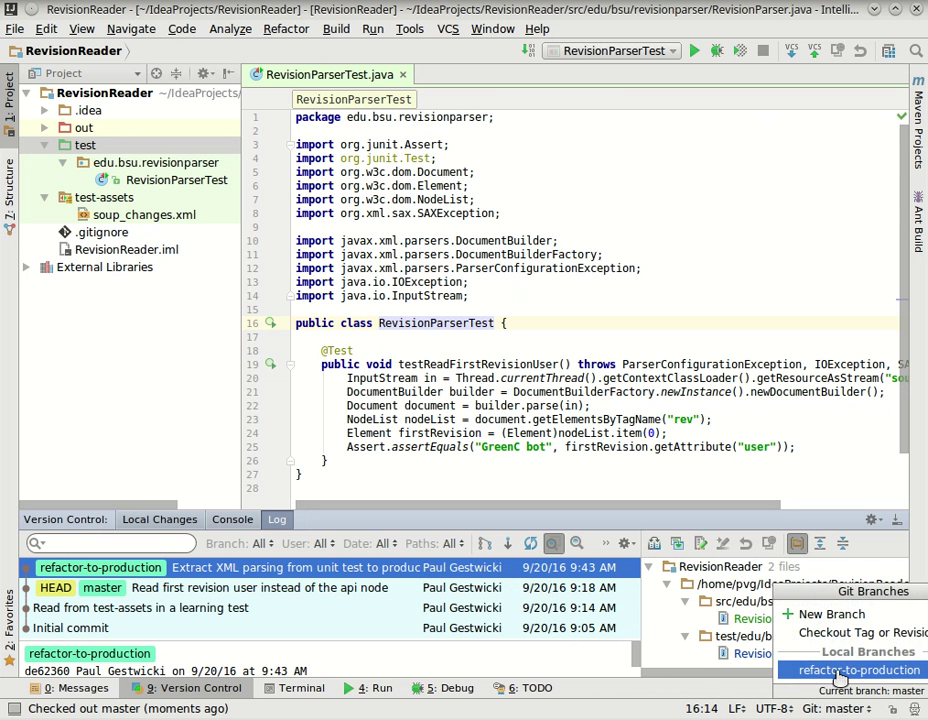 RevisionReader - [~/IdeaProjects/RevisionReader] - [RevisionReader] - ~/IdeaProjects/RevisionReader/src/edu/bsu/revisionparser/RevisionParser.java - Intelli...
File Edit View Navigate Code Analyze Refactor Build Run Tools VCS Window Help
RevisionReader
RevisionParserTest
VCS VCS
1: Project
7: Structure
2: Favorites
Project
RevisionReader ~/IdeaProjects/
.idea
out
test
edu.bsu.revisionparser
RevisionParserTest
test-assets
soup_changes.xml
.gitignore
RevisionReader.iml
External Libraries
RevisionParserTest.java
RevisionParserTest
1 package edu.bsu.revisionparser;
2
3 import org.junit.Assert;
4 import org.junit.Test;
5 import org.w3c.dom.Document;
6 import org.w3c.dom.Element;
7 import org.w3c.dom.NodeList;
8 import org.xml.sax.SAXException;
9
10 import javax.xml.parsers.DocumentBuilder;
11 import javax.xml.parsers.DocumentBuilderFactory;
12 import javax.xml.parsers.ParserConfigurationException;
13 import java.io.IOException;
14 import java.io.InputStream;
15
16 public class RevisionParserTest {
17
18 @Test
19 public void testReadFirstRevisionUser() throws ParserConfigurationException, IOException, SA
20 InputStream in = Thread.currentThread().getContextClassLoader().getResourceAsStream("sou
21 DocumentBuilder builder = DocumentBuilderFactory.newInstance().newDocumentBuilder();
22 Document document = builder.parse(in);
23 NodeList nodeList = document.getElementsByTagName("rev");
24 Element firstRevision = (Element)nodeList.item(0);
25 Assert.assertEquals("GreenC bot", firstRevision.getAttribute("user"));
26 }
27 }
28
Maven Projects
Ant Build
Version Control: Local Changes Console Log
Branch: All User: All Date: All Paths: All
refactor-to-production Extract XML parsing from unit test to produc Paul Gestwicki 9/20/16 9:43 AM
HEAD master Read first revision user instead of the api node Paul Gestwicki 9/20/16 9:18 AM
Read from test-assets in a learning test Paul Gestwicki 9/20/16 9:14 AM
Initial commit Paul Gestwicki 9/20/16 9:05 AM
refactor-to-production
de62360 Paul Gestwicki on 9/20/16 at 9:43 AM
RevisionReader 2 files
/home/pvg/IdeaProjects/RevisionReader
src/edu/bs
Revisio
test/edu/b
Revisio
Git Branches
New Branch
Checkout Tag or Revisio
Local Branches
refactor-to-production
Current branch: master
0: Messages 9: Version Control Terminal 4: Run 5: Debug 6: TODO
Checked out master (moments ago) 16:14 LF UTF-8 Git: master